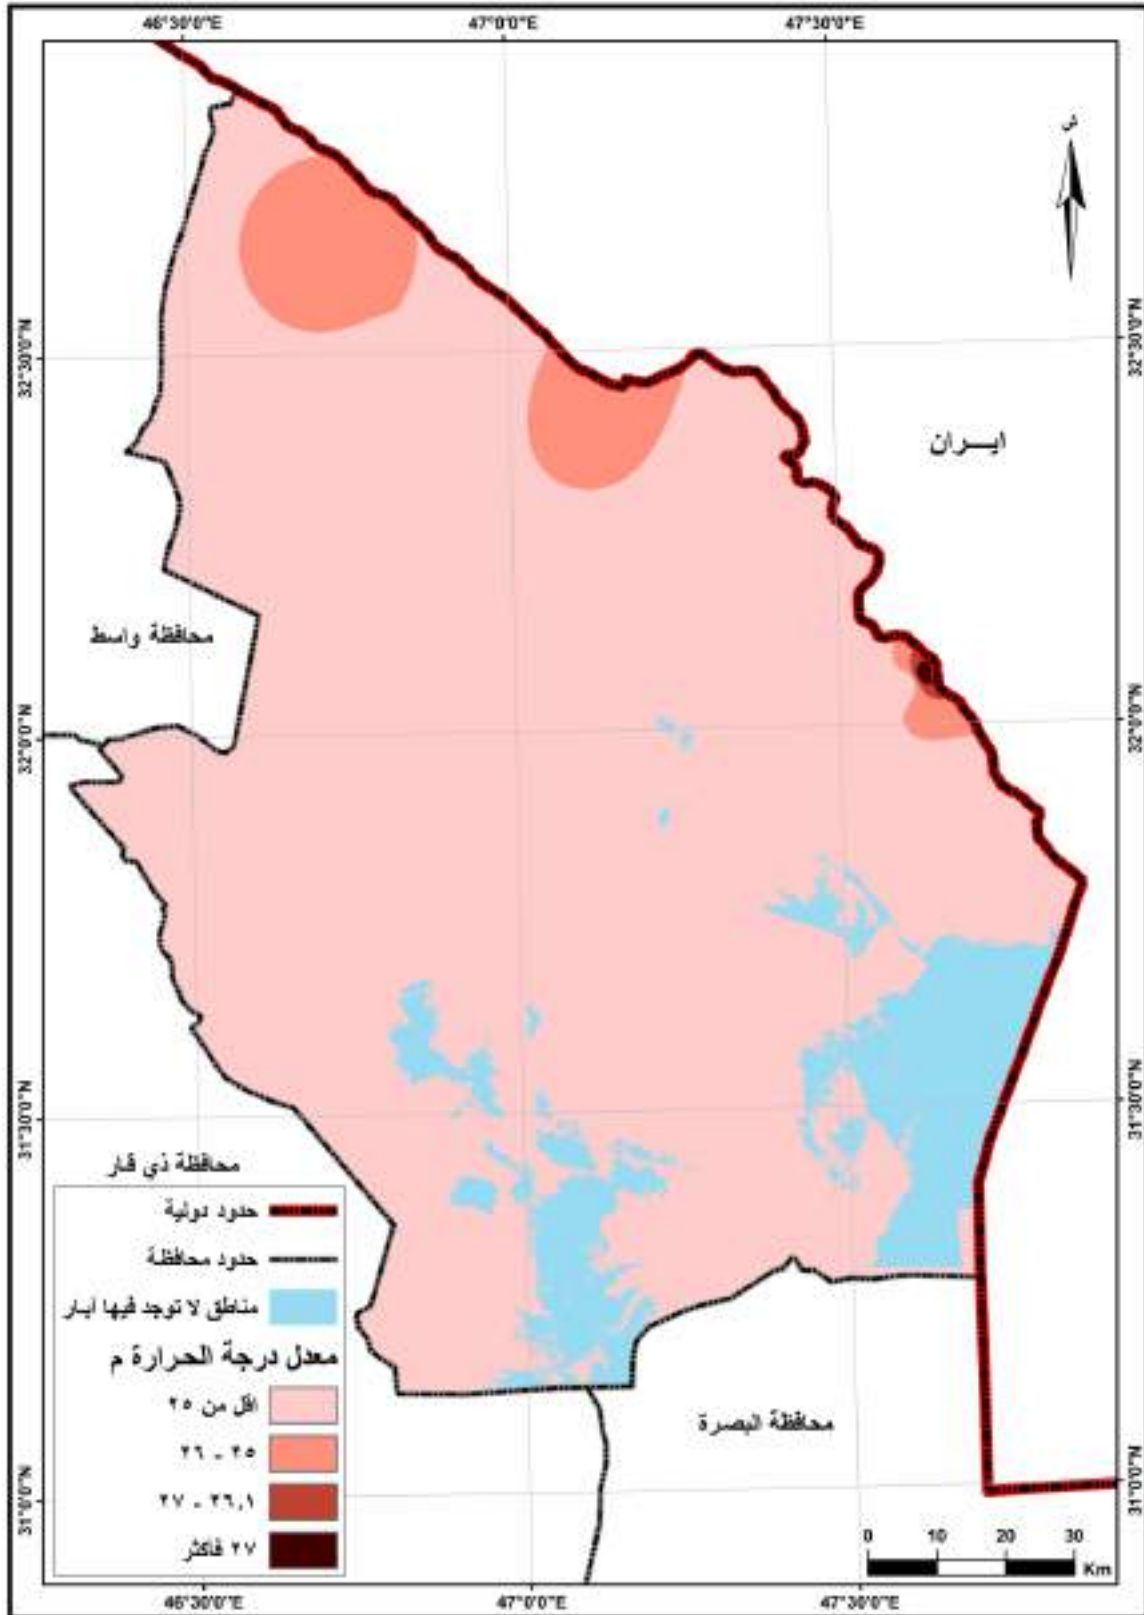 46°30'0"E 47°0'0"E 47°30'0"E
32°30'0"N
32°30'0"N
ايـــران
محافظة واسط
32°0'0"N
32°0'0"N
31°30'0"N
31°30'0"N
محافظة ذي قار
حدود دولية
حدود محافظة
مناطق لا توجد فيها ابار
معدل درجة الحرارة م
اقل من ٢٥
٢٥ - ٢٦
٢٦,١ - ٢٧
٢٧ فأكثر
محافظة البصرة
31°0'0"N
31°0'0"N
0 10 20 30
Km
46°30'0"E 47°0'0"E 47°30'0"E